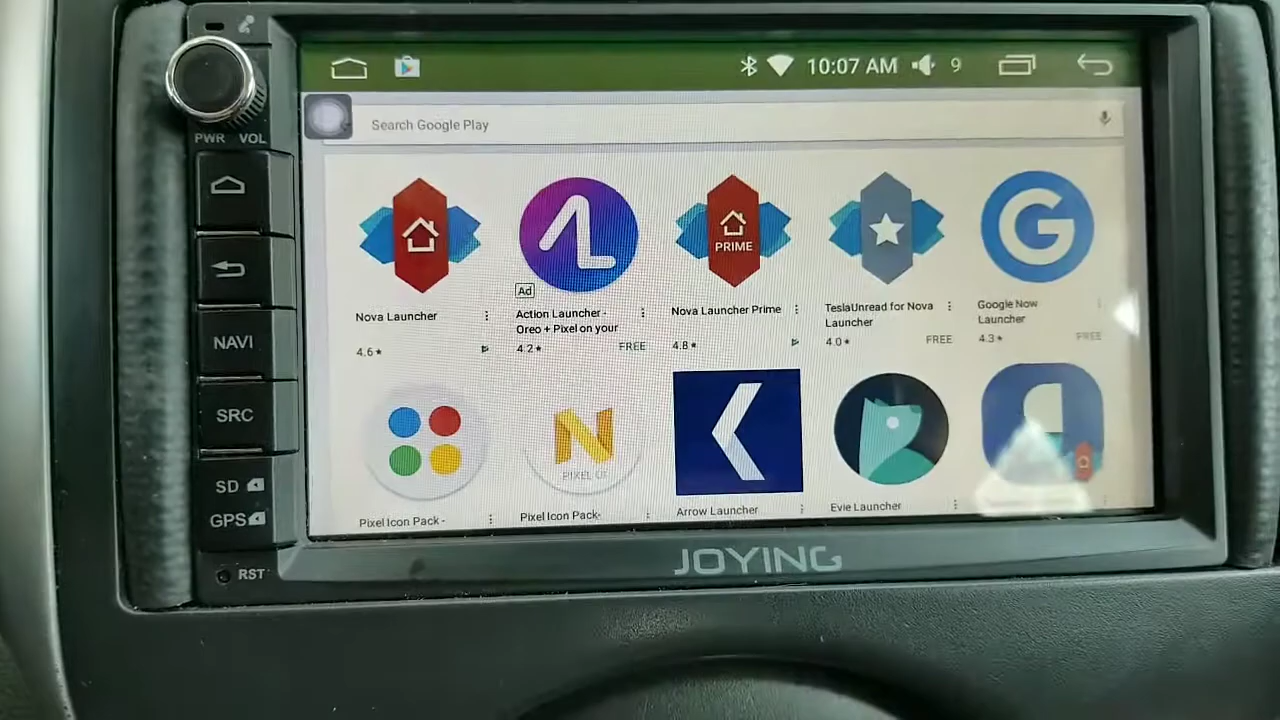 10:07 AM 9
Search Google Play
PWR VOL
NAVI
SRC
SD
GPS
RST
PRIME
Ad
Nova Launcher
4.6★
Action Launcher -
Oreo + Pixel on your
4.2★ FREE
Nova Launcher Prime
4.8★
TeslaUnread for Nova
Launcher
4.0★ FREE
Google Now
Launcher
4.3★ FREE
PIXEL
Pixel Icon Pack -
Pixel Icon Pack-
Arrow Launcher
Evie Launcher
JOYING